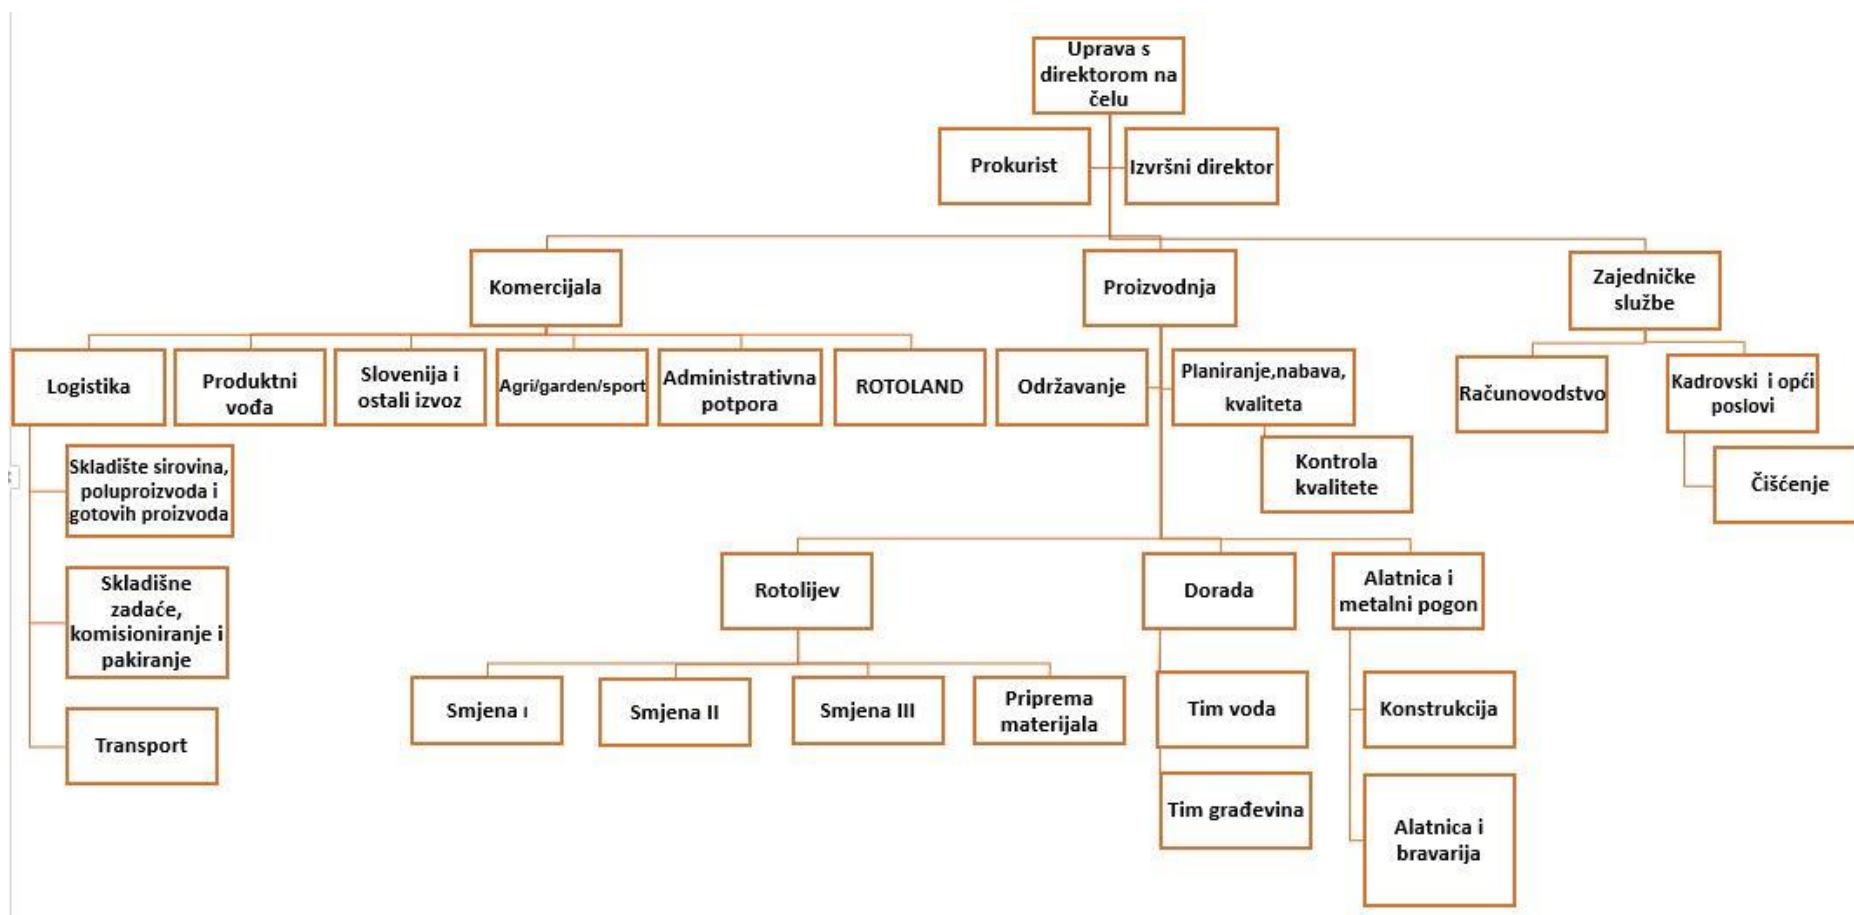 Uprava s
direktorom na
čelu
Prokurist
Izvršni direktor
Komercijala
Proizvodnja
Zajedničke
službe
Logistika
Produktni
vođa
Slovenija i
ostali izvoz
Agri/garden/sport
Administrativna
potpora
ROTOLAND
Održavanje
Planiranje,nabava,
kvaliteta
Računovodstvo
Kadrovski i opći
poslovi
Skladište sirovina,
poluproizvoda i
gotovih proizvoda
Kontrola
kvalitete
Čišćenje
Skladišne
zadaće,
komisioniranje i
pakiranje
Rotolijev
Dorada
Alatnica i
metalni pogon
Transport
Smjena I
Smjena II
Smjena III
Priprema
materijala
Tim voda
Konstrukcija
Tim građevina
Alatnica i
bravarija